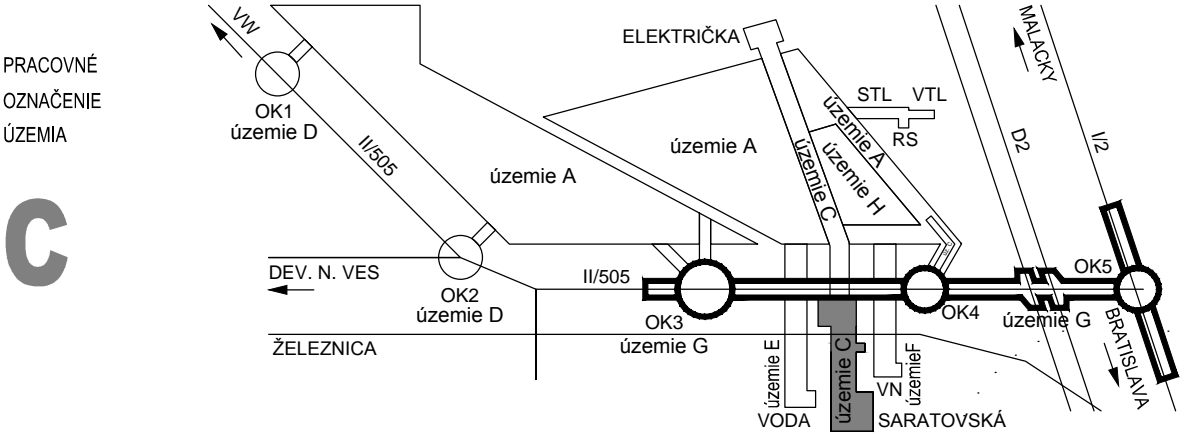 PRACOVNÉ
OZNAČENIE
ÚZEMIA
C
VW
OK1
územie D
II/505
ELEKTRIČKA
MALACKY
STL VTL
RS
D2
I/2
územie A
územie A
územie A
územie H
územie C
DEV. N. VES
OK2
územie D
II/505
OK3
územie G
OK4
OK5
územie G
BRATISLAVA
ŽELEZNICA
územie E
územie C
územieF
VN
VODA
SARATOVSKÁ